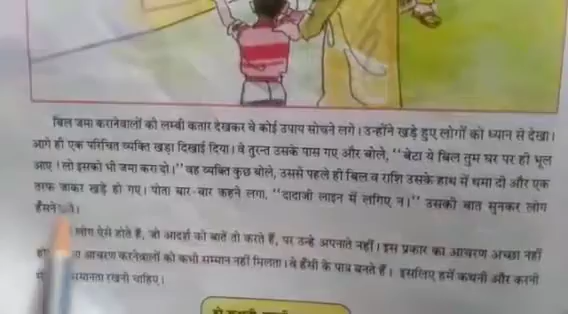 बिल जमा करानेवालों को लम्बी कतार देखकर वे कोई उपाय सोचने लगे। उन्होंने खड़े हुए लोगों को ध्यान से देखा।
आगे ही एक परिचित व्यक्ति खड़ा दिखाई दिया। वे तुरन्त उसके पास गए और बोले, "बेटा ये बिल तुम घर पर ही भूल
आए। लो इसको भी जमा करा दो।" वह व्यक्ति कुछ बोले, उससे पहले ही बिल व राशि उसके हाथ में थमा दी और एक
तरफ जाकर खड़े हो गए। पोता बार-बार कहने लगा, "दादाजी लाइन में लगिए न।" उसकी बात सुनकर लोग
हँसने
लोग ऐसे होते हैं, जो आदर्श की बातें तो करते हैं, पर उन्हें अपनाते नहीं। इस प्रकार का आचरण अच्छा नहीं
आचरण करनेवालों को कभी सम्मान नहीं मिलता। वे हँसी के पात्र बनते हैं। इसलिए हमें कथनी और करनी
रखनी चाहिए।